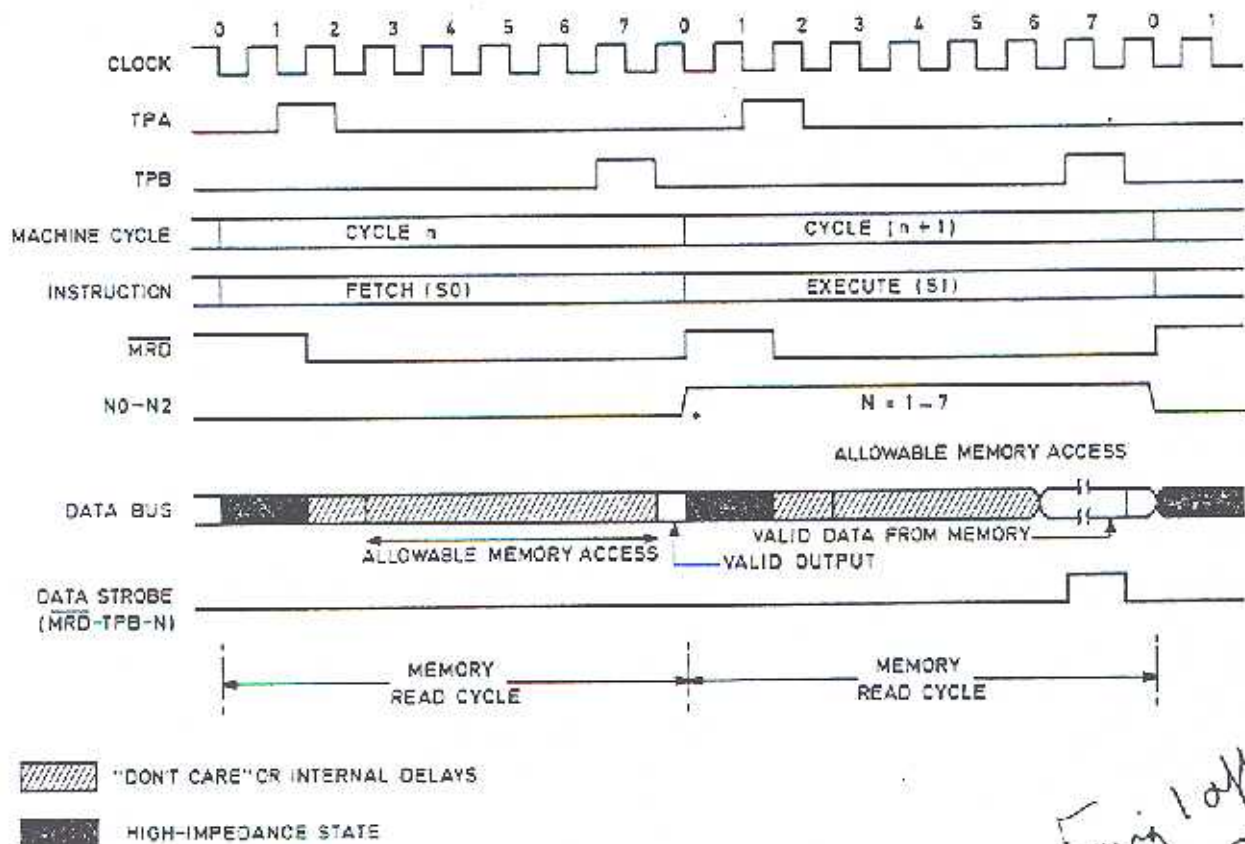 0 1 2 3 4 5 6 7 0 1 2 3 4 5 6 7 0 1
CLOCK
TPA
TPB
MACHINE CYCLE CYCLE n CYCLE (n+1)
INSTRUCTION FETCH (S0) EXECUTE (S1)
MRD
N0-N2 N = 1-7
ALLOWABLE MEMORY ACCESS
DATA BUS
VALID DATA FROM MEMORY
ALLOWABLE MEMORY ACCESS VALID OUTPUT
DATA STROBE
(MRD-TPB-N)
MEMORY MEMORY
READ CYCLE READ CYCLE
"DON'T CARE" OR INTERNAL DELAYS
HIGH-IMPEDANCE STATE